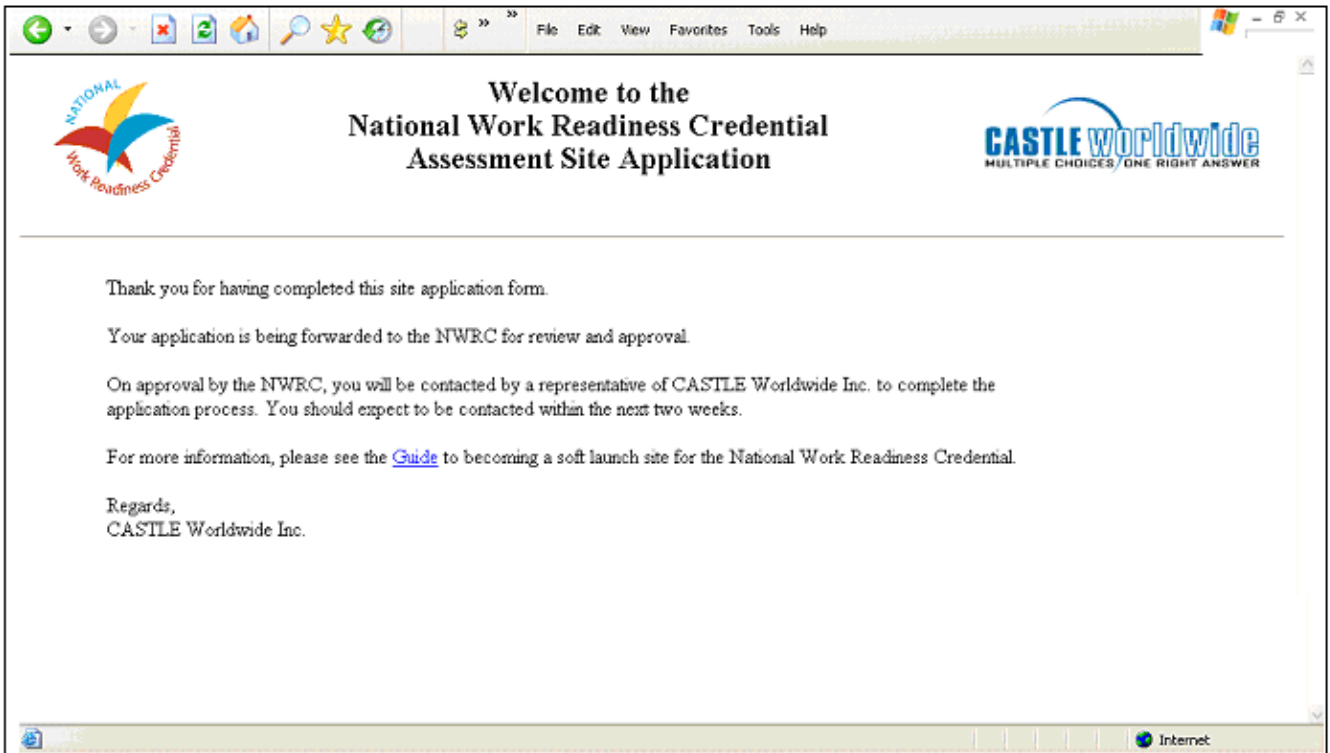 » » File Edit View Favorites Tools Help
NATIONAL
Work Readiness Credential
Welcome to the
National Work Readiness Credential
Assessment Site Application
CASTLE worldwide
MULTIPLE CHOICES/ONE RIGHT ANSWER
Thank you for having completed this site application form.
Your application is being forwarded to the NWRC for review and approval.
On approval by the NWRC, you will be contacted by a representative of CASTLE Worldwide Inc. to complete the
application process. You should expect to be contacted within the next two weeks.
For more information, please see the Guide to becoming a soft launch site for the National Work Readiness Credential.
Regards,
CASTLE Worldwide Inc.
Internet